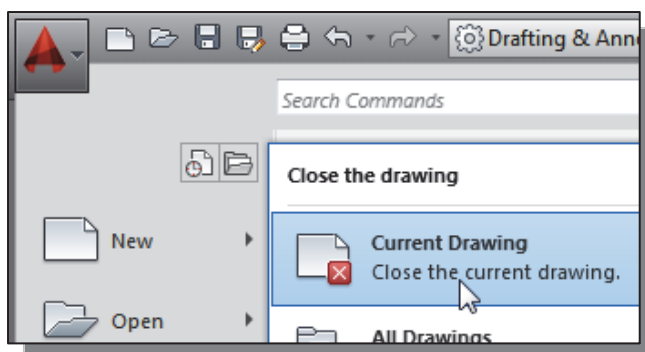 Drafting & Ann
Search Commands
Close the drawing
New
Current Drawing
Close the current drawing.
Open
All Drawings